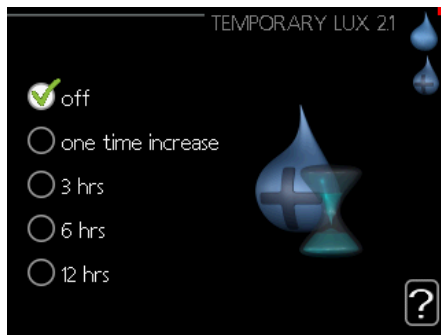 TEMPORARY LUX 2.1
off
one time increase
3 hrs
6 hrs
12 hrs
?